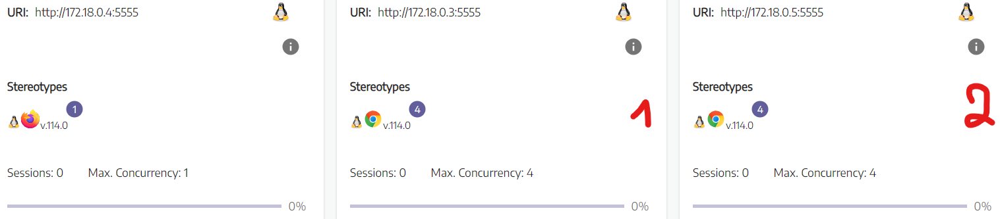 URI: http://172.18.0.4:5555
Stereotypes
1
v.114.0
Sessions: 0 Max. Concurrency: 1
0%
URI: http://172.18.0.3:5555
Stereotypes
4
v.114.0
1
Sessions: 0 Max. Concurrency: 4
0%
URI: http://172.18.0.5:5555
Stereotypes
4
v.114.0
2
Sessions: 0 Max. Concurrency: 4
0%